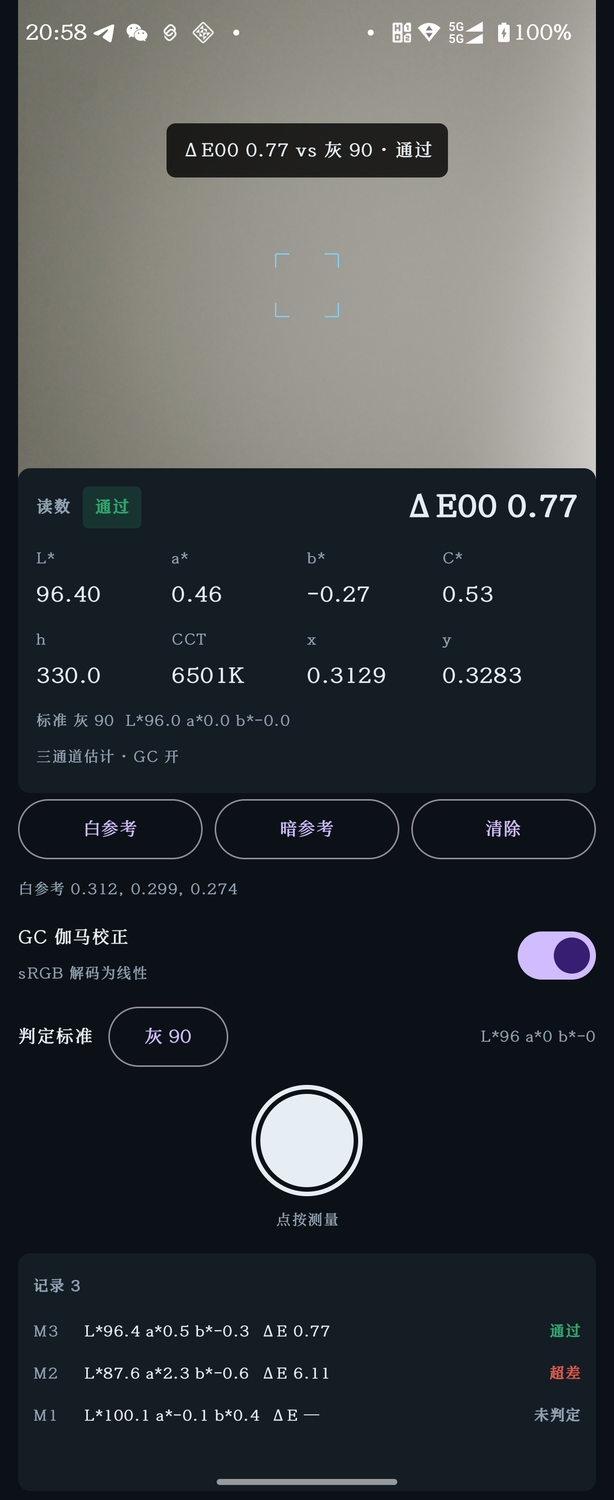 20:58 5G 5G 100%
ΔE00 0.77 vs 灰 90 · 通过
读数 通过 ΔE00 0.77
L* a* b* C*
96.40 0.46 −0.27 0.53
h CCT x y
330.0 6501K 0.3129 0.3283
标准 灰 90 L*96.0 a*0.0 b*−0.0
三通道估计 · GC 开
白参考 暗参考 清除
白参考 0.312, 0.299, 0.274
GC 伽马校正
sRGB 解码为线性
判定标准 灰 90 L*96 a*0 b*−0
点按测量
记录 3
M3 L*96.4 a*0.5 b*−0.3 ΔE 0.77 通过
M2 L*87.6 a*2.3 b*−0.6 ΔE 6.11 超差
M1 L*100.1 a*−0.1 b*0.4 ΔE — 未判定